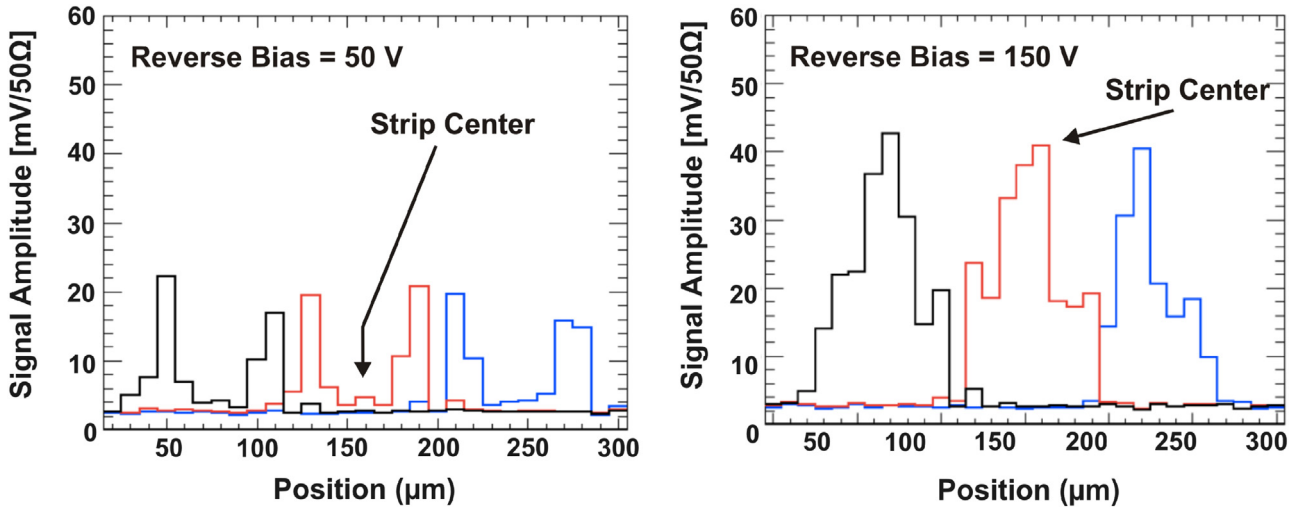 Reverse Bias = 50 V
Strip Center
Signal Amplitude [mV/50Ω]
60
50
40
30
20
10
0
50 100 150 200 250 300
Position (µm)
Reverse Bias = 150 V
Strip Center
Signal Amplitude [mV/50Ω]
60
50
40
30
20
10
0
50 100 150 200 250 300
Position (µm)